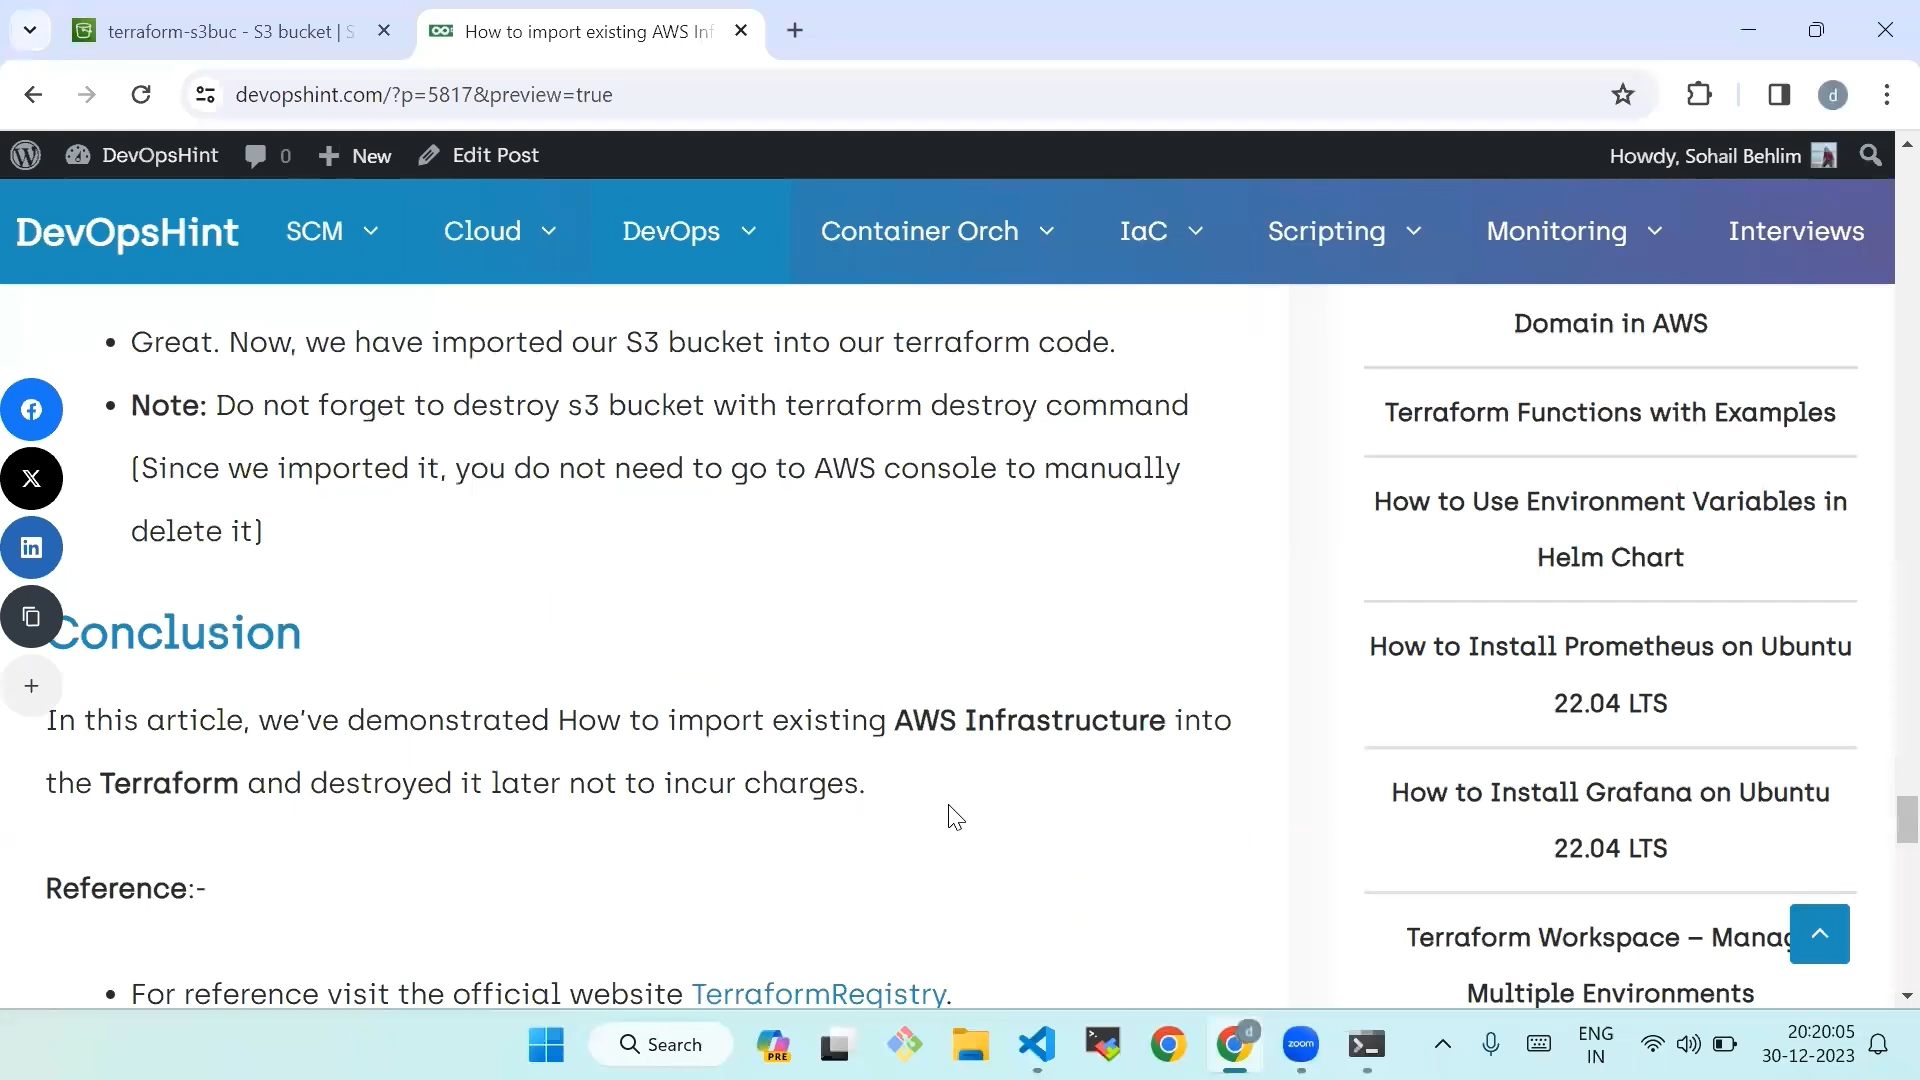 terraform-s3buc - S3 bucket | S
How to import existing AWS Inf
devopshint.com/?p=5817&preview=true
d
DevOpsHint
0
New
Edit Post
Howdy, Sohail Behlim
DevOpsHint
SCM
Cloud
DevOps
Container Orch
IaC
Scripting
Monitoring
Interviews
• Great. Now, we have imported our S3 bucket into our terraform code.
• Note: Do not forget to destroy s3 bucket with terraform destroy command
(Since we imported it, you do not need to go to AWS console to manually
delete it)
Conclusion
In this article, we've demonstrated How to import existing AWS Infrastructure into
the Terraform and destroyed it later not to incur charges.
Reference:-
• For reference visit the official website TerraformRegistry.
Domain in AWS
Terraform Functions with Examples
How to Use Environment Variables in
Helm Chart
How to Install Prometheus on Ubuntu
22.04 LTS
How to Install Grafana on Ubuntu
22.04 LTS
Terraform Workspace – Manag
Multiple Environments
Search
PRE
d
zoom
ENG
IN
20:20:05
30-12-2023